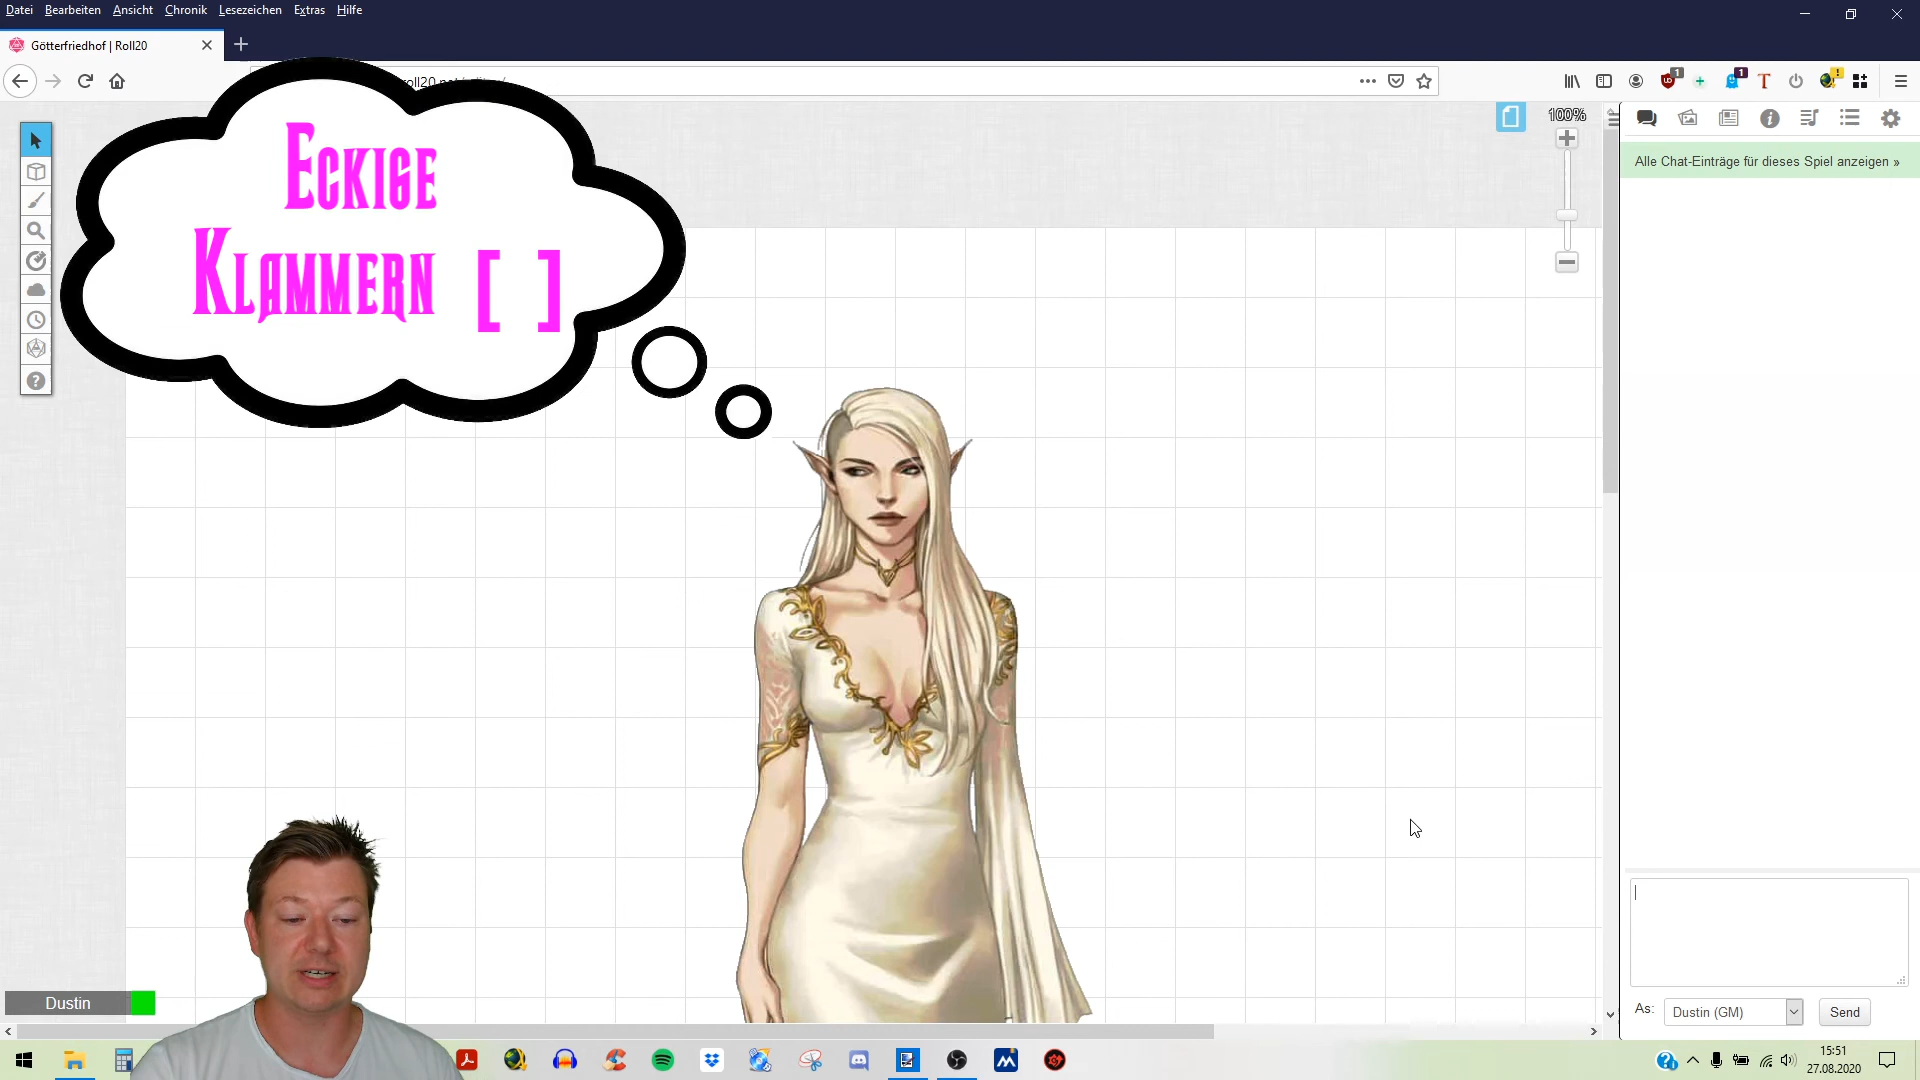 Datei Bearbeiten Ansicht Chronik Lesezeichen Extras Hilfe
Götterfriedhof | Roll20
Eckige
Klammern [ ]
100%
Alle Chat-Einträge für dieses Spiel anzeigen »
Dustin
As: Dustin (GM) Send
15:51
27.08.2020